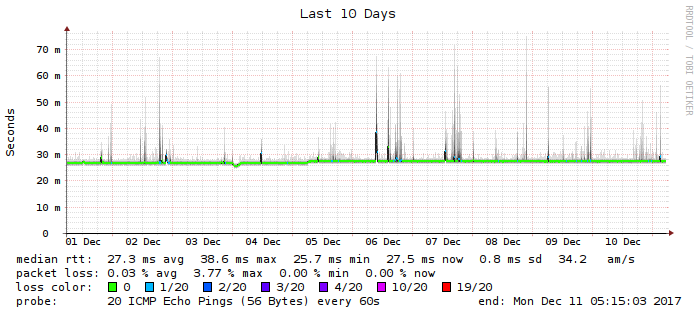 Last 10 Days
RRDTOOL / TOBI OETIKER
Seconds
70 m
60 m
50 m
40 m
30 m
20 m
10 m
0
01 Dec 02 Dec 03 Dec 04 Dec 05 Dec 06 Dec 07 Dec 08 Dec 09 Dec 10 Dec
median rtt: 27.3 ms avg 38.6 ms max 25.7 ms min 27.5 ms now 0.8 ms sd 34.2 am/s
packet loss: 0.03 % avg 3.77 % max 0.00 % min 0.00 % now
loss color: 0 1/20 2/20 3/20 4/20 10/20 19/20
probe: 20 ICMP Echo Pings (56 Bytes) every 60s end: Mon Dec 11 05:15:03 2017